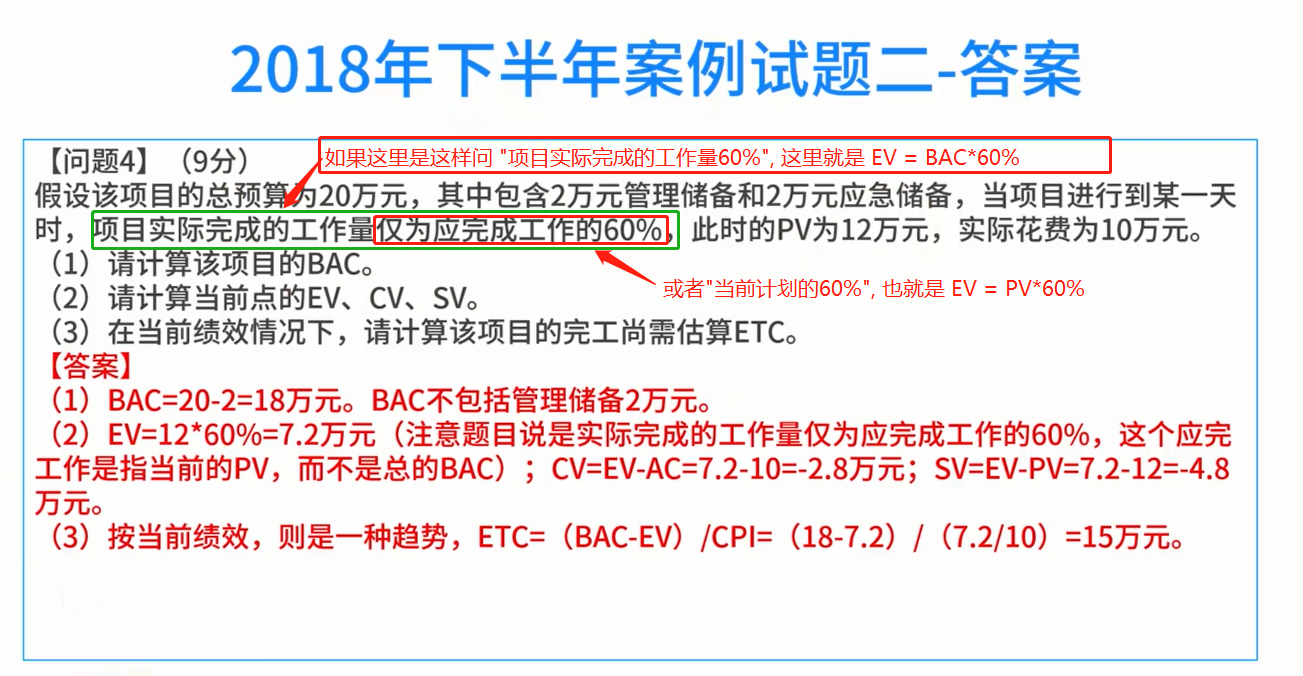 2018年下半年案例试题二-答案
【问题4】（9分）
如果这里是这样问 "项目实际完成的工作量60%", 这里就是 EV = BAC*60%
假设该项目的总预算为20万元，其中包含2万元管理储备和2万元应急储备，当项目进行到某一天
时，项目实际完成的工作量仅为应完成工作的60%，此时的PV为12万元，实际花费为10万元。
（1）请计算该项目的BAC。
（2）请计算当前点的EV、CV、SV。
或者"当前计划的60%", 也就是 EV = PV*60%
（3）在当前绩效情况下，请计算该项目的完工尚需估算ETC。
【答案】
（1）BAC=20-2=18万元。BAC不包括管理储备2万元。
（2）EV=12*60%=7.2万元（注意题目说是实际完成的工作量仅为应完成工作的60%，这个应完
工作是指当前的PV，而不是总的BAC）；CV=EV-AC=7.2-10=-2.8万元；SV=EV-PV=7.2-12=-4.8
万元。
（3）按当前绩效，则是一种趋势，ETC=（BAC-EV）/CPI=（18-7.2）/（7.2/10）=15万元。